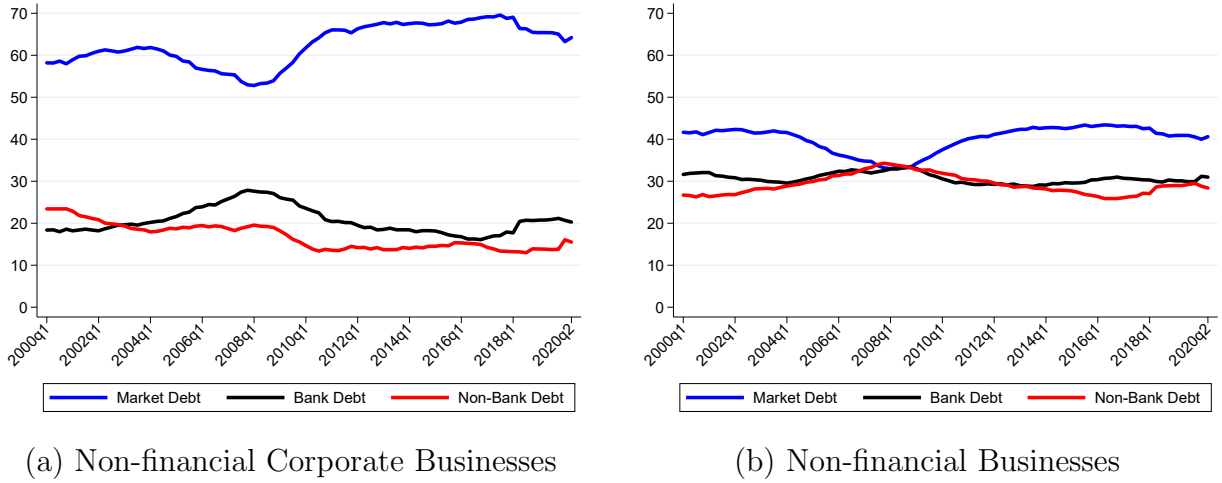 70
60
50
40
30
20
10
0
2000q1
2002q1
2004q1
2006q1
2008q1
2010q1
2012q1
2014q1
2016q1
2018q1
2020q2
Market Debt Bank Debt Non-Bank Debt
(a) Non-financial Corporate Businesses
70
60
50
40
30
20
10
0
2000q1
2002q1
2004q1
2006q1
2008q1
2010q1
2012q1
2014q1
2016q1
2018q1
2020q2
Market Debt Bank Debt Non-Bank Debt
(b) Non-financial Businesses